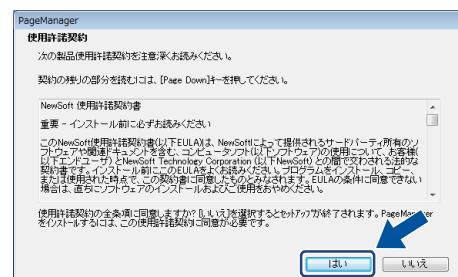 PageManager
使用許諾契約
次の製品使用許諾契約を注意深くお読みください。
契約の残りの部分を読むには、[Page Down]キーを押してください。
NewSoft 使用許諾契約書
重要 - インストール前に必ずお読みください
このNewSoft使用許諾契約書(以下EULA)は、NewSoftによって提供されるサードパーティ所有のソ
フトウェアや関連ドキュメントを含む、コンピュータソフト(以下ソフトウェア)の使用について、お客様(
以下エンドユーザ)とNewSoft Technology Corporation (以下NewSoft) との間で交わされる法的な
契約書です。インストール前にこのEULAをよくお読みください。プログラムをインストール、コピー、
または使用された時点で、この契約書に同意したものとみなされます。EULAの条件に同意できない
場合は、直ちにソフトウェアのインストールおよびご使用をおやめください。
使用許諾契約の全条項に同意しますか? [いいえ]を選択するとセットアップが終了されます。PageManager
をインストールするには、この使用許諾契約に同意が必要です。
はい
いいえ